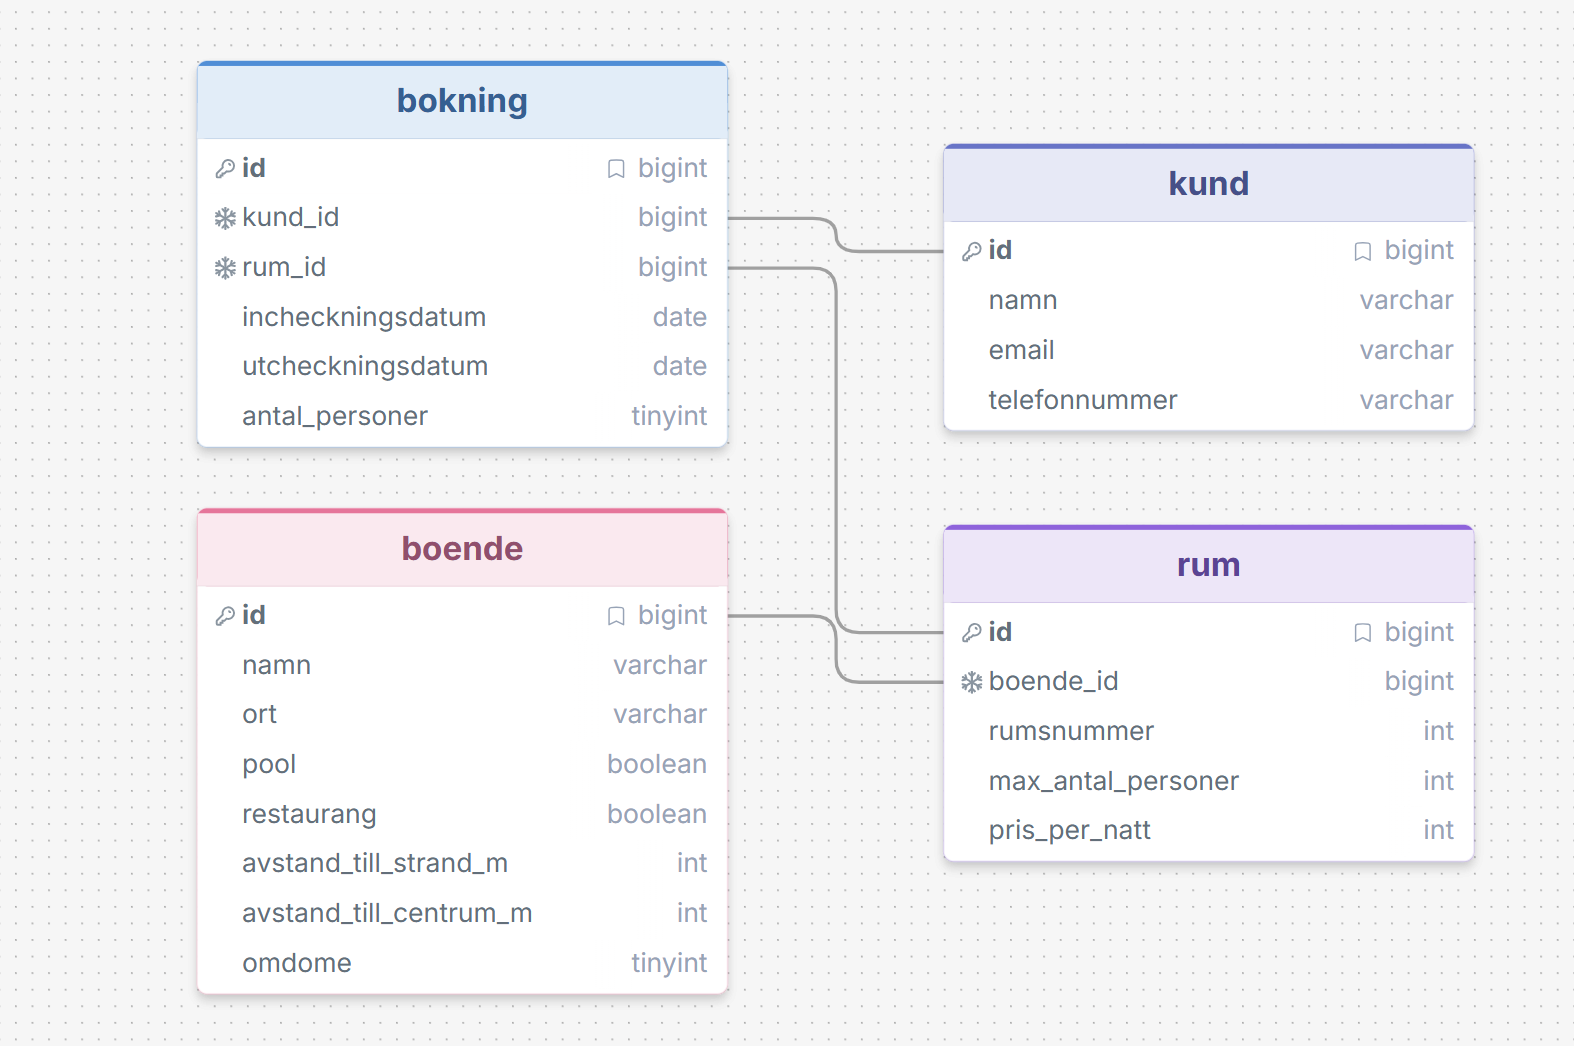 bokning
id bigint
kund_id bigint
rum_id bigint
incheckningsdatum date
utcheckningsdatum date
antal_personer tinyint
kund
id bigint
namn varchar
email varchar
telefonnummer varchar
boende
id bigint
namn varchar
ort varchar
pool boolean
restaurang boolean
avstand_till_strand_m int
avstand_till_centrum_m int
omdome tinyint
rum
id bigint
boende_id bigint
rumsnummer int
max_antal_personer int
pris_per_natt int